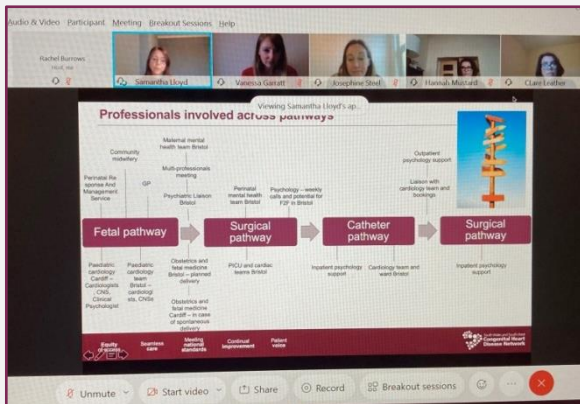 Audio & Video Participant Meeting Breakout Sessions Help
Rachel Burrows
Samantha Lloyd
Vanessa Garratt
Josephine Steel
Hannah Mustard
Claire
Viewing Samantha Lloyd's ap...
Professionals involved across pathways
Perinatal Re
sponse And
Management
Service
Community
midwifery
GP
Maternal mental
health team Bristol
Multi-professionals
meeting
Psychiatric Liaison
Bristol
Perinatal
mental health
team Bristol
Psychology – weekly
calls and potential for
F2F in Bristol
Outpatient
psychology support
Liaison with
cardiology team and
bookings
Fetal pathway
Surgical
pathway
Catheter
pathway
Surgical
pathway
Paediatric
cardiology
Cardiff –
Cardiologists
, CNS,
Clinical
Psychologist
Paediatric
cardiology
team
Bristol –
cardiologi
sts, CNSs
Obstetrics and
fetal medicine
Bristol – planned
delivery
Obstetrics and
fetal medicine
Cardiff – in case
of spontaneous
delivery
PICU and cardiac
teams Bristol
Inpatient psychology
support
Cardiology team and
ward Bristol
Inpatient psychology
support
Equity
of access
Seamless
care
Meeting
national
standards
Continual
improvement
Patient
voice
Congenital Heart
Disease Network
Unmute
Start video
Share
Record
Breakout sessions